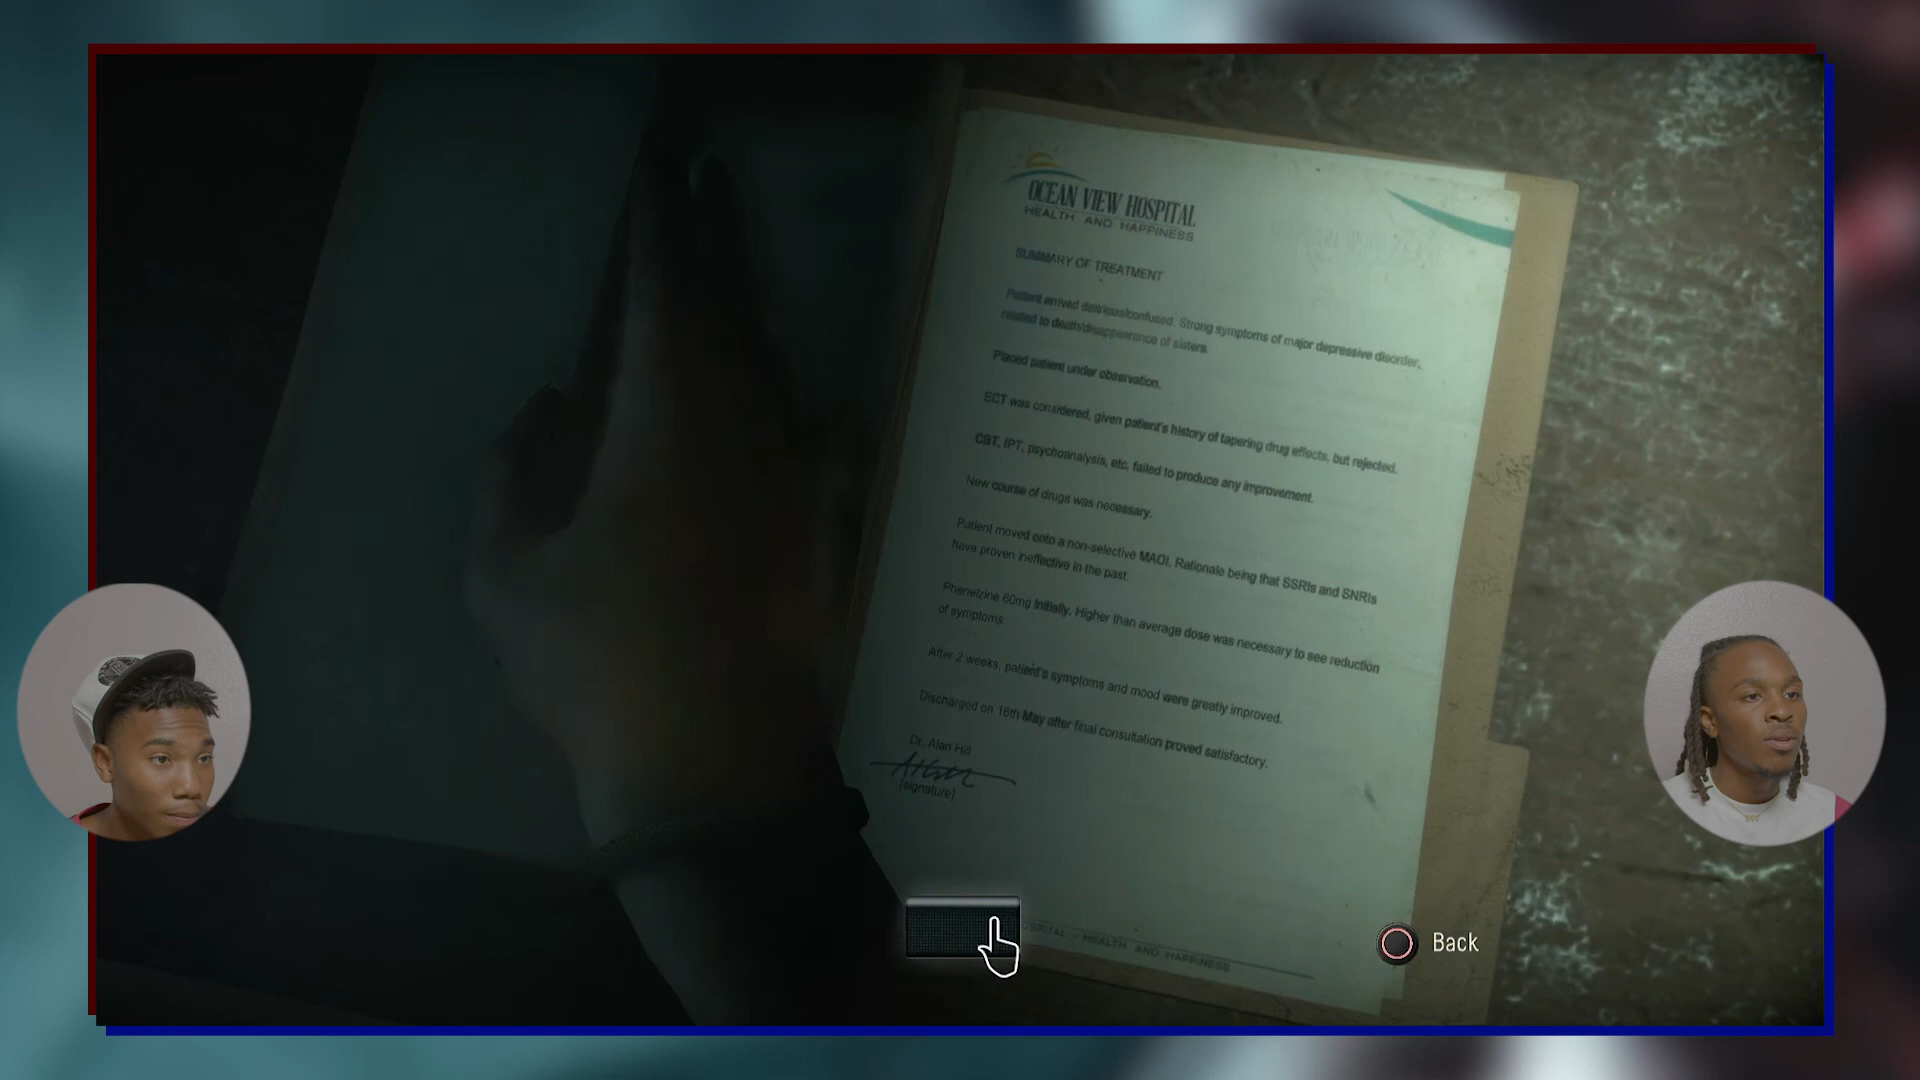 OCEAN VIEW HOSPITAL
HEALTH AND HAPPINESS
SUMMARY OF TREATMENT
Patient arrived delirious/confused. Strong symptoms of major depressive disorder,
related to death/disappearance of sisters.
Placed patient under observation.
ECT was considered, given patient's history of tapering drug effects, but rejected.
CBT, IPT, psychoanalysis, etc. failed to produce any improvement.
New course of drugs was necessary.
Patient moved onto a non-selective MAOI. Rationale being that SSRIs and SNRIs
have proven ineffective in the past.
Phenelzine 60mg initially. Higher than average dose was necessary to see reduction
of symptoms
After 2 weeks, patient's symptoms and mood were greatly improved.
Discharged on 16th May after final consultation proved satisfactory.
Dr. Alan Hill
[signature]
HEALTH AND HAPPINESS
Back